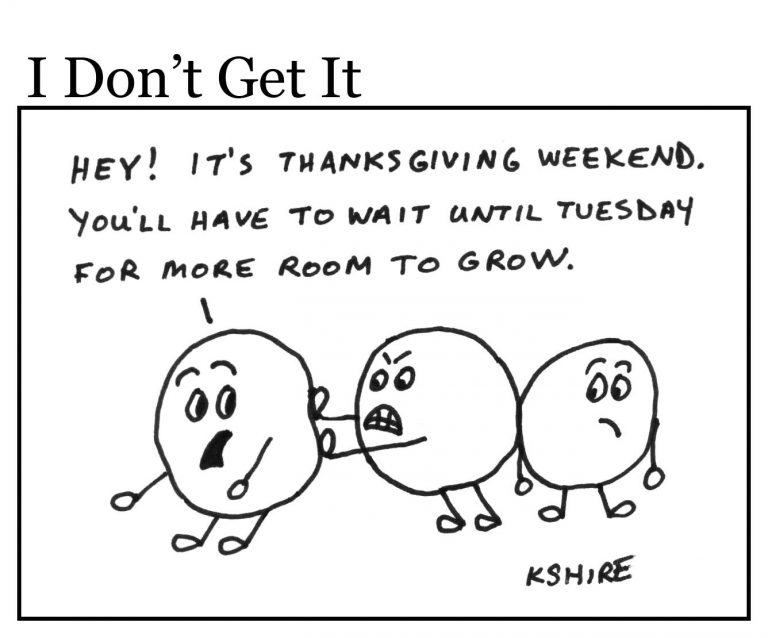 I Don't Get It
HEY! IT'S THANKSGIVING WEEKEND.
YOU'LL HAVE TO WAIT UNTIL TUESDAY
FOR MORE ROOM TO GROW.
KSHIRE